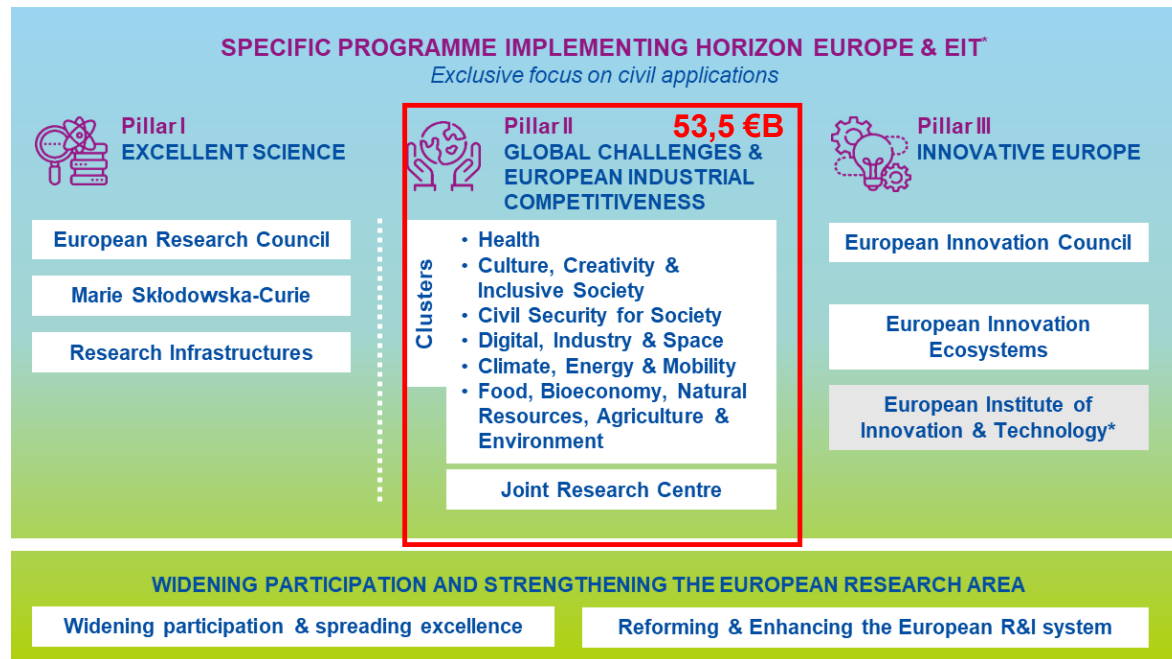 SPECIFIC PROGRAMME IMPLEMENTING HORIZON EUROPE & EIT*
Exclusive focus on civil applications
Pillar I
EXCELLENT SCIENCE
European Research Council
Marie Skłodowska-Curie
Research Infrastructures
Pillar II
53,5 €B
GLOBAL CHALLENGES &
EUROPEAN INDUSTRIAL
COMPETITIVENESS
Clusters
• Health
• Culture, Creativity &
Inclusive Society
• Civil Security for Society
• Digital, Industry & Space
• Climate, Energy & Mobility
• Food, Bioeconomy, Natural
Resources, Agriculture &
Environment
Joint Research Centre
Pillar III
INNOVATIVE EUROPE
European Innovation Council
European Innovation
Ecosystems
European Institute of
Innovation & Technology*
WIDENING PARTICIPATION AND STRENGTHENING THE EUROPEAN RESEARCH AREA
Widening participation & spreading excellence
Reforming & Enhancing the European R&I system